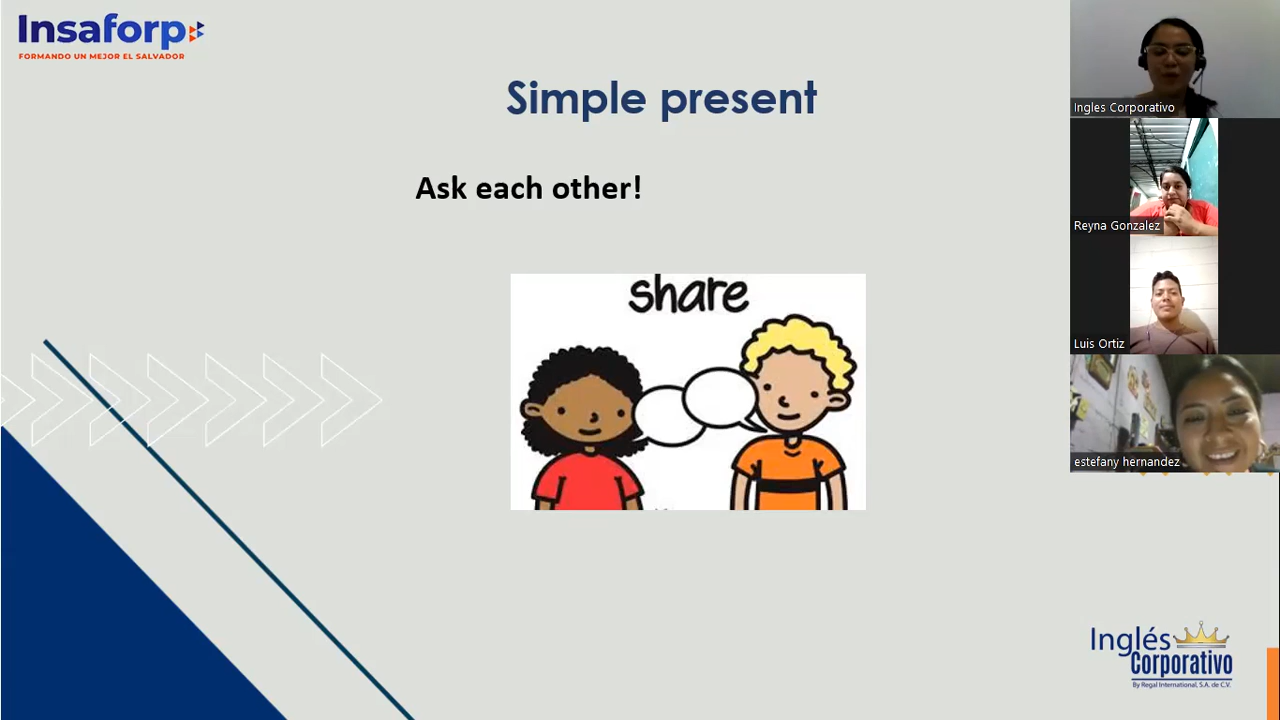 Insaforp
FORMANDO UN MEJOR EL SALVADOR
Simple present
Ask each other!
share
Ingles Corporativo
Reyna Gonzalez
Luis Ortiz
estefany hernandez
Inglés
Corporativo
By Regal International, S.A. de C.V.